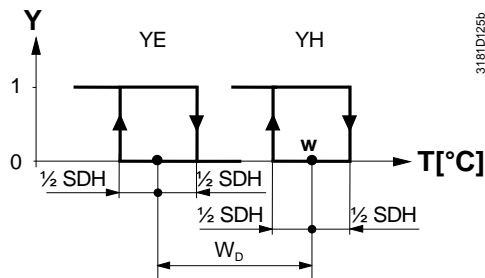 Y
YE
YH
3181D125b
1
0
w
T[°C]
½ SDH
½ SDH
½ SDH
½ SDH
W_D